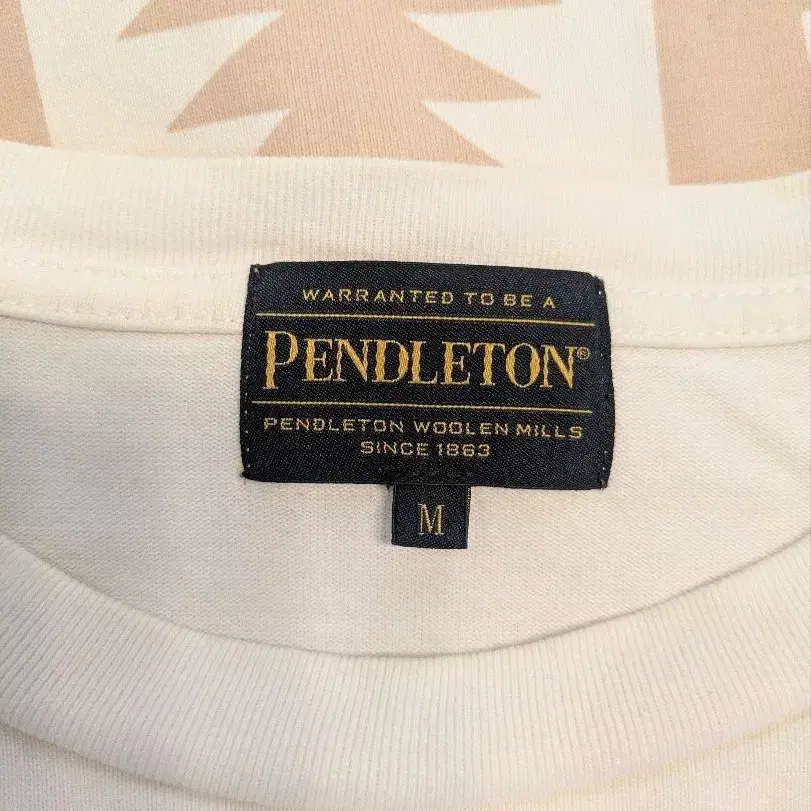 WARRANTED TO BE A
PENDLETON®
PENDLETON WOOLEN MILLS
SINCE 1863
M